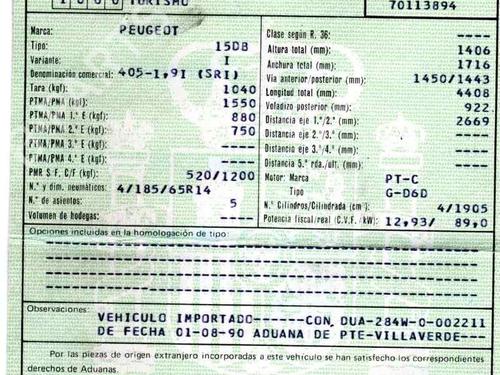 1000 TURISMO 70113894
Marca: PEUGEOT
Tipo: 15DB
Variante: I
Denominación comercial: 405-1,9I (SRI)
Tara (kgf): 1040
PTMA/PMA (kgf): 1550
PTMA/PMA 1.º E (kgf): 880
PTMA/PMA 2.º E (kgf): 750
PTMA/PMA 3.º E (kgf): ----
PTMA/PMA 4.º E (kgf): ----
PMR S.F. C/F (kgf) 520/1200
N.º y dim. neumáticos: 4/185/65R14
N.º de asientos: 5
Volumen de bodegas: ----
Clase según R. 36: ----
Altura total (mm): 1406
Anchura total (mm): 1716
Vía anterior/posterior (mm): 1450/1443
Longitud total (mm): 4408
Voladizo posterior (mm): 922
Distancia eje 1.º/2.º (mm): 2669
Distancia eje 2.º/3.º (mm): ----
Distancia eje 3.º/4.º (mm): ----
Distancia 5.ª rda./últ. (mm): ----
Motor: Marca PT-C
Tipo G-D6D
N.º Cilindros/Cilindrada (cm³) 4/1905
Potencia fiscal/real (C.V.F./kW): 12,93/ 89,0
Opciones incluidas en la homologación de tipo:
Observaciones:
VEHICULO IMPORTADO------CON DUA-284W-0-002211
DE FECHA 01-08-90 ADUANA DE PTE-VILLAVERDE---
Por las piezas de origen extranjero incorporadas a este vehículo se han satisfecho los correspondientes
derechos de Aduanas.